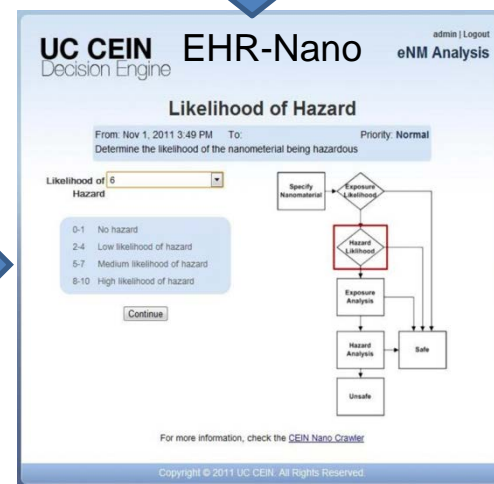 admin | Logout
UC CEIN EHR-Nano eNM Analysis
Decision Engine
Likelihood of Hazard
From: Nov 1, 2011 3:49 PM To: Priority: Normal
Determine the likelihood of the nanometerial being hazardous
Likelihood of 6
Hazard
0-1 No hazard
2-4 Low likelihood of hazard
5-7 Medium likelihood of hazard
8-10 High likelihood of hazard
Continue
Specify
Nanomaterial
Exposure
Likelihood
Hazard
Liklihood
Exposure
Analysis
Hazard
Analysis
Safe
Unsafe
For more information, check the CEIN Nano Crawler
Copyright © 2011 UC CEIN. All Rights Reserved.